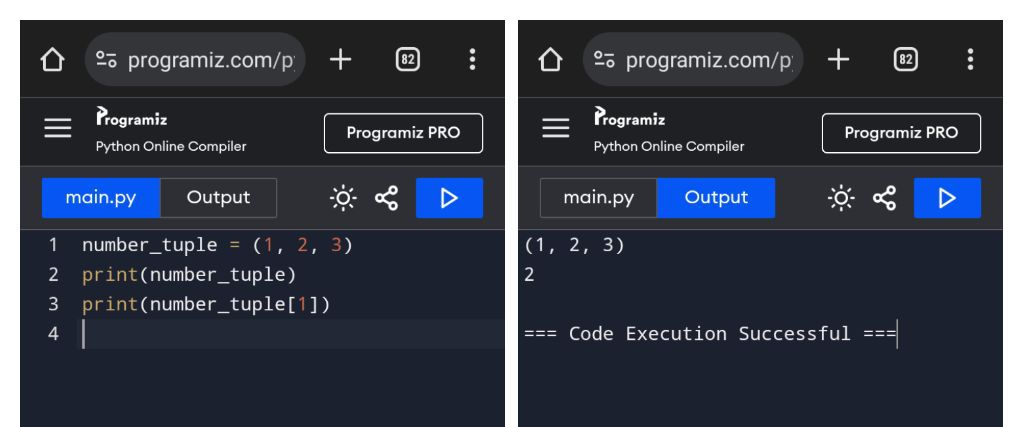 82
programiz.com/p
Programiz
Python Online Compiler
Programiz PRO
main.py
Output
1 number_tuple = (1, 2, 3)
2 print(number_tuple)
3 print(number_tuple[1])
4
82
programiz.com/p
Programiz
Python Online Compiler
Programiz PRO
main.py
Output
(1, 2, 3)
2
=== Code Execution Successful ===